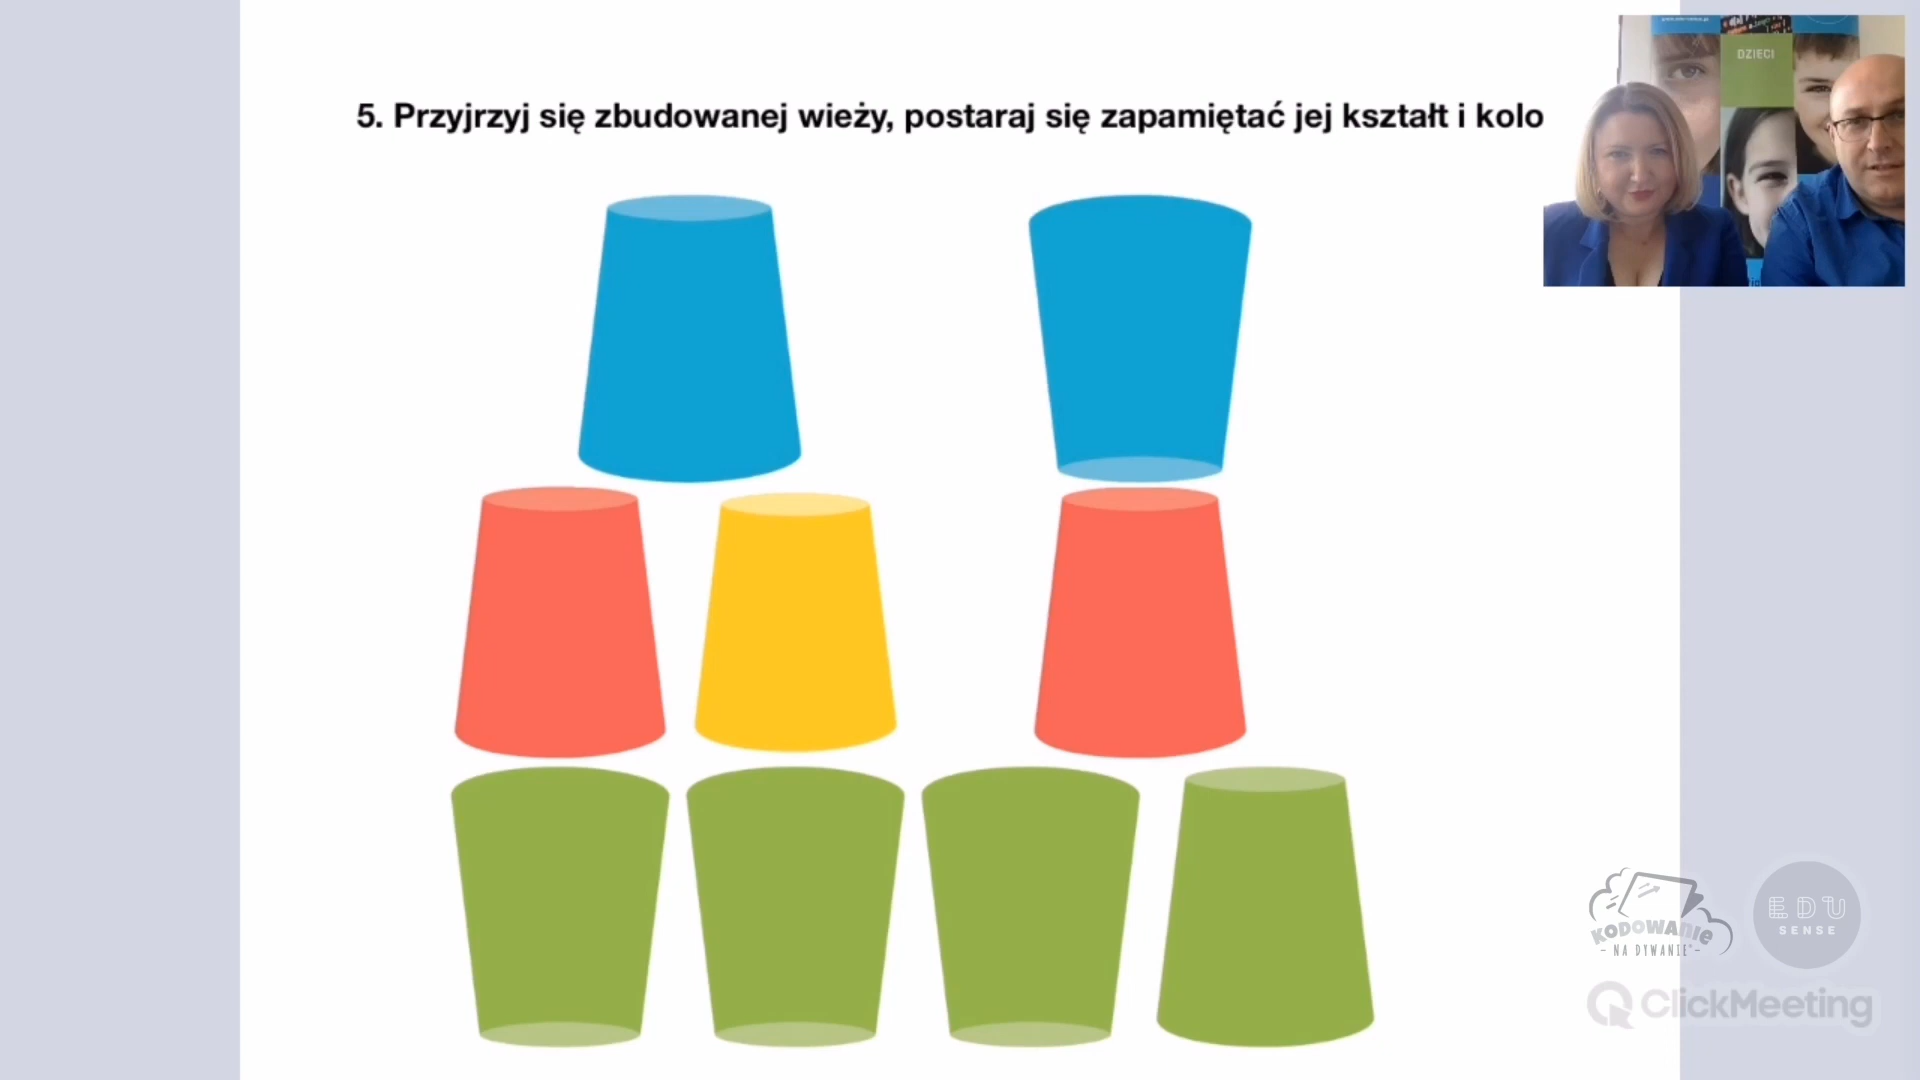 5. Przyjrzyj się zbudowanej wieży, postaraj się zapamiętać jej kształt i kolo
DZIECI
KODOWANIE
- NA DYWANIE -
EDU
SENSE
ClickMeeting